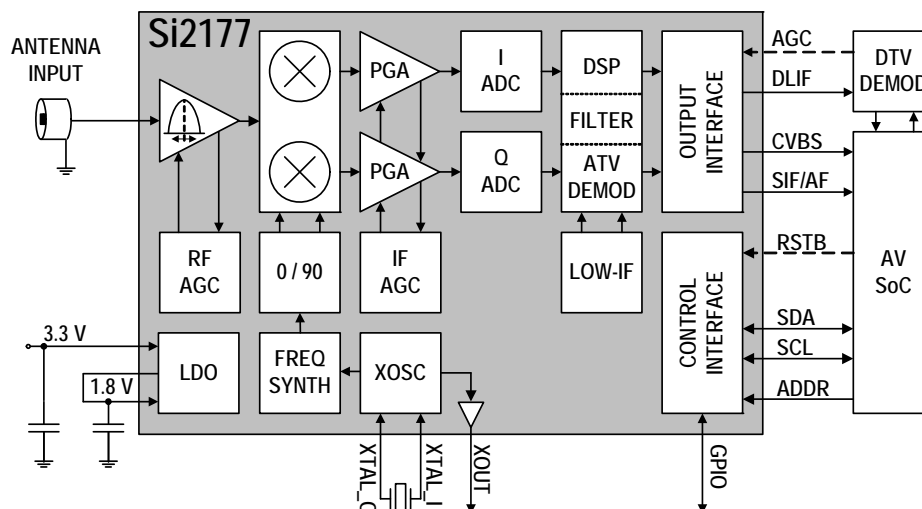 Si2177
ANTENNA
INPUT
PGA
PGA
I
ADC
Q
ADC
DSP
FILTER
ATV
DEMOD
OUTPUT
INTERFACE
AGC
DLIF
CVBS
SIF/AF
DTV
DEMOD
RF
AGC
0 / 90
IF
AGC
LOW-IF
CONTROL
INTERFACE
RSTB
SDA
SCL
ADDR
AV
SoC
3.3 V
1.8 V
LDO
FREQ
SYNTH
XOSC
XTAL_I
XOUT
GPIO